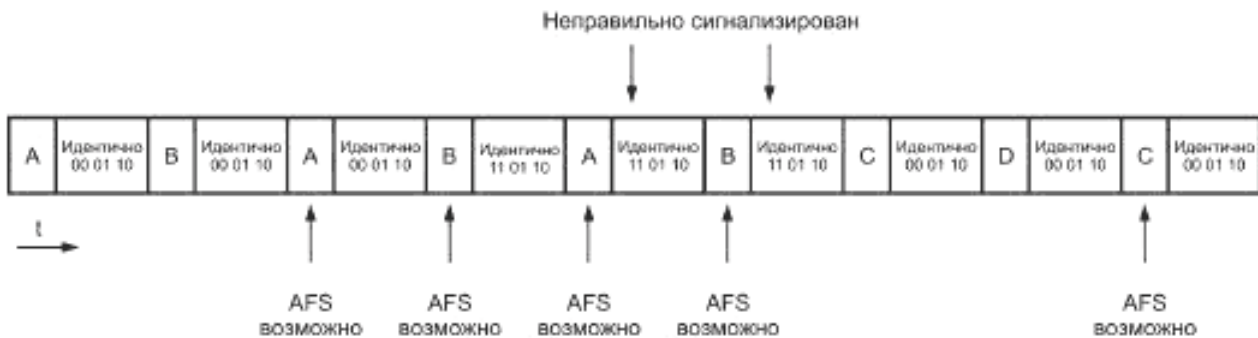 Неправильно сигнализирован
A
Идентично
00 01 10
B
Идентично
00 01 10
A
Идентично
00 01 10
B
Идентично
11 01 10
A
Идентично
11 01 10
B
Идентично
11 01 10
C
Идентично
00 01 10
D
Идентично
00 01 10
C
Идентично
00 01 10
t
AFS
возможно
AFS
возможно
AFS
возможно
AFS
возможно
AFS
возможно